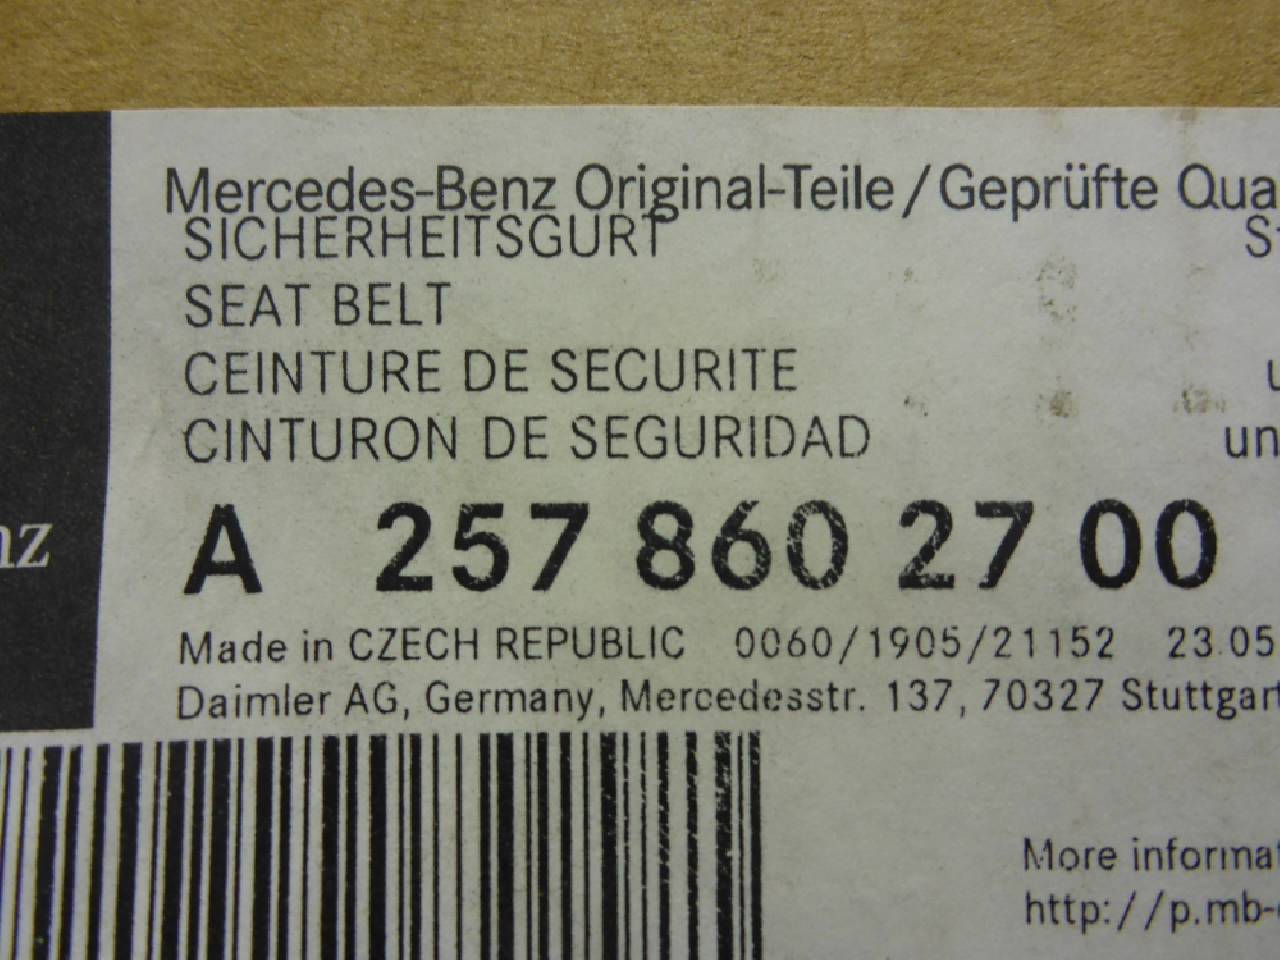 Mercedes-Benz Original-Teile/Geprüfte Qua
SICHERHEITSGURT St
SEAT BELT
CEINTURE DE SECURITE u
CINTURON DE SEGURIDAD un
nz
A 257 860 27 00
Made in CZECH REPUBLIC 0060/1905/21152 23.05
Daimler AG, Germany, Mercedesstr. 137, 70327 Stuttgart
More informat
http://p.mb-